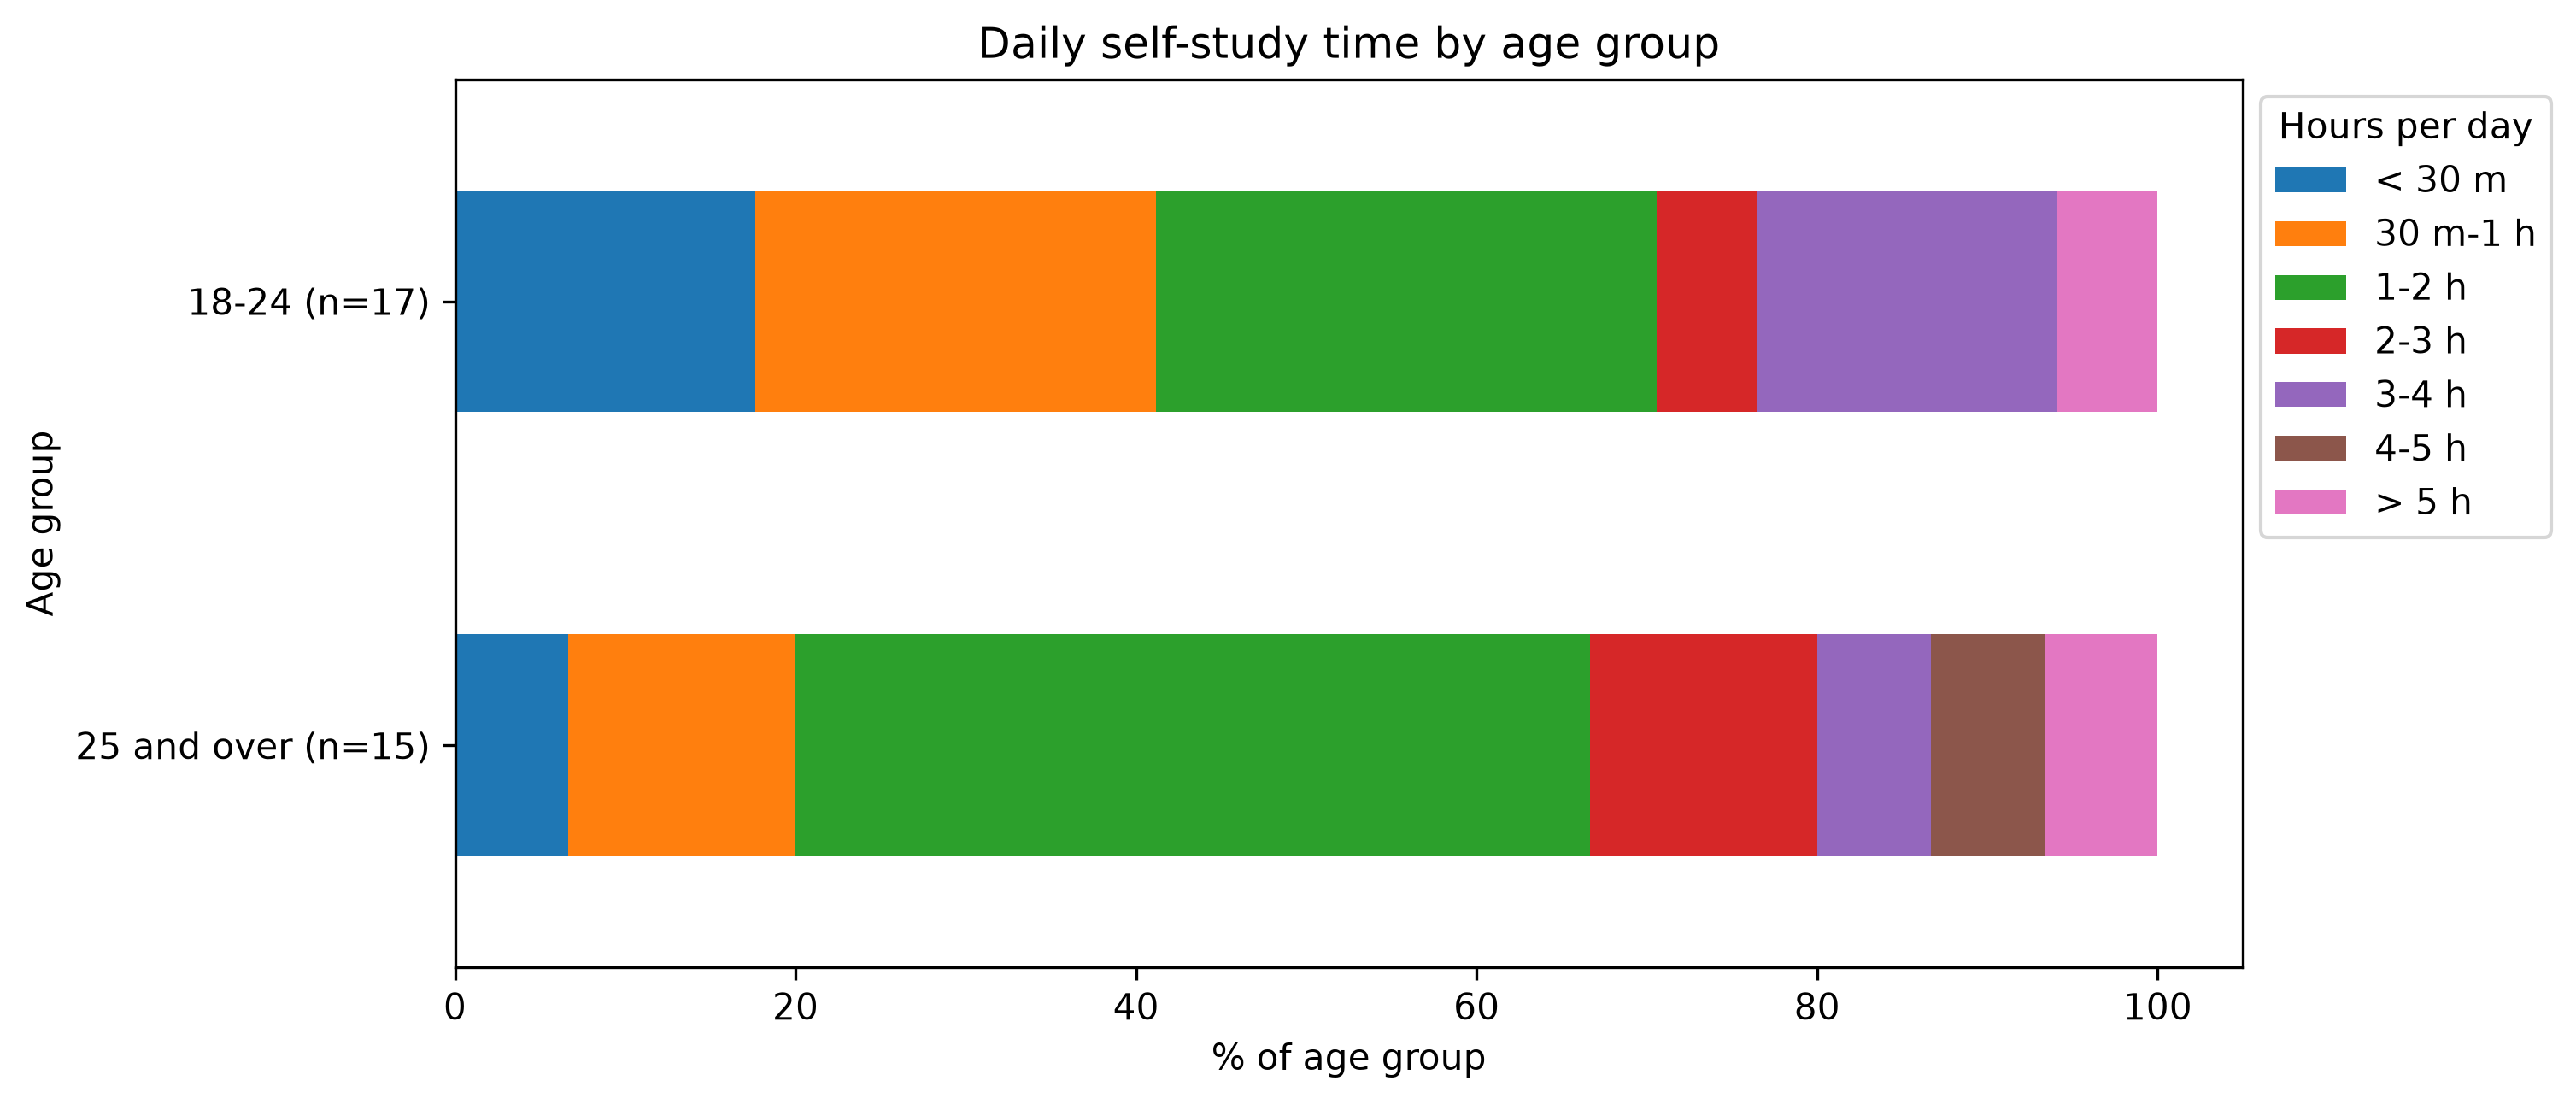 Daily self-study time by age group
Hours per day
< 30 m
30 m-1 h
1-2 h
2-3 h
3-4 h
4-5 h
> 5 h
Age group
18-24 (n=17)
25 and over (n=15)
0 20 40 60 80 100
% of age group